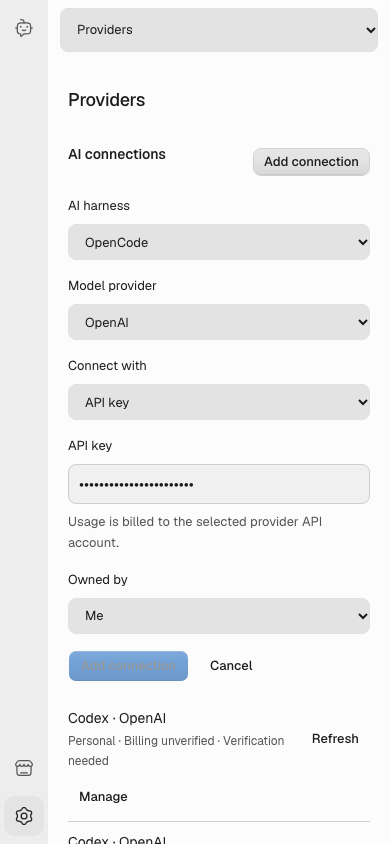 Providers
Providers
AI connections
Add connection
AI harness
OpenCode
Model provider
OpenAI
Connect with
API key
API key
••••••••••••••••••••••••
Usage is billed to the selected provider API
account.
Owned by
Me
Cancel
Codex · OpenAI
Personal · Billing unverified · Verification
needed
Refresh
Manage
Codex · OpenAI